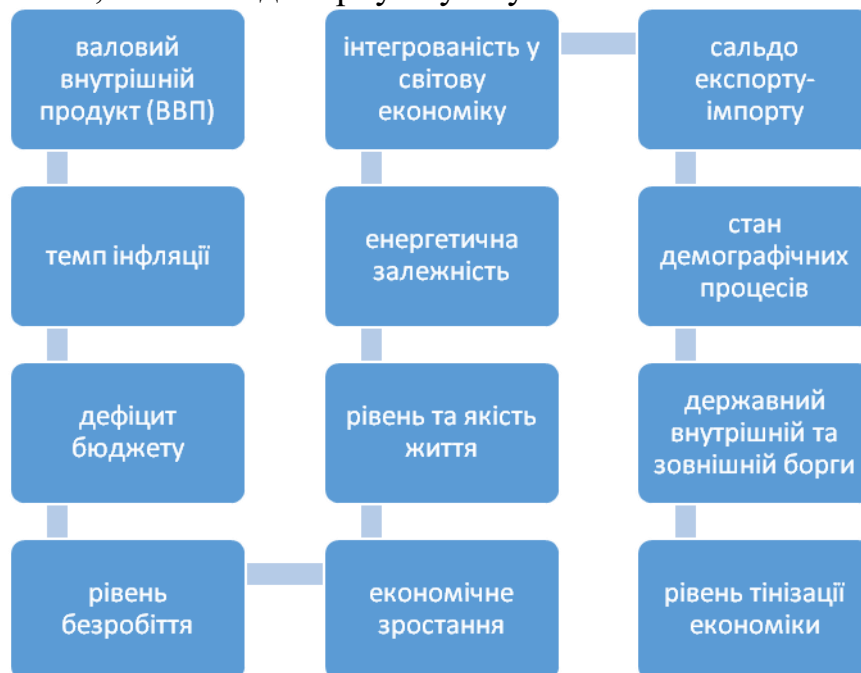 валовий
внутрішній
продукт (ВВП)
темп інфляції
дефіцит
бюджету
рівень
безробіття
економічне
зростання
рівень та якість
життя
енергетична
залежність
інтегрованість у
світову
економіку
сальдо
експорту-
імпорту
стан
демографічних
процесів
державний
внутрішній та
зовнішній борги
рівень тінізації
економіки